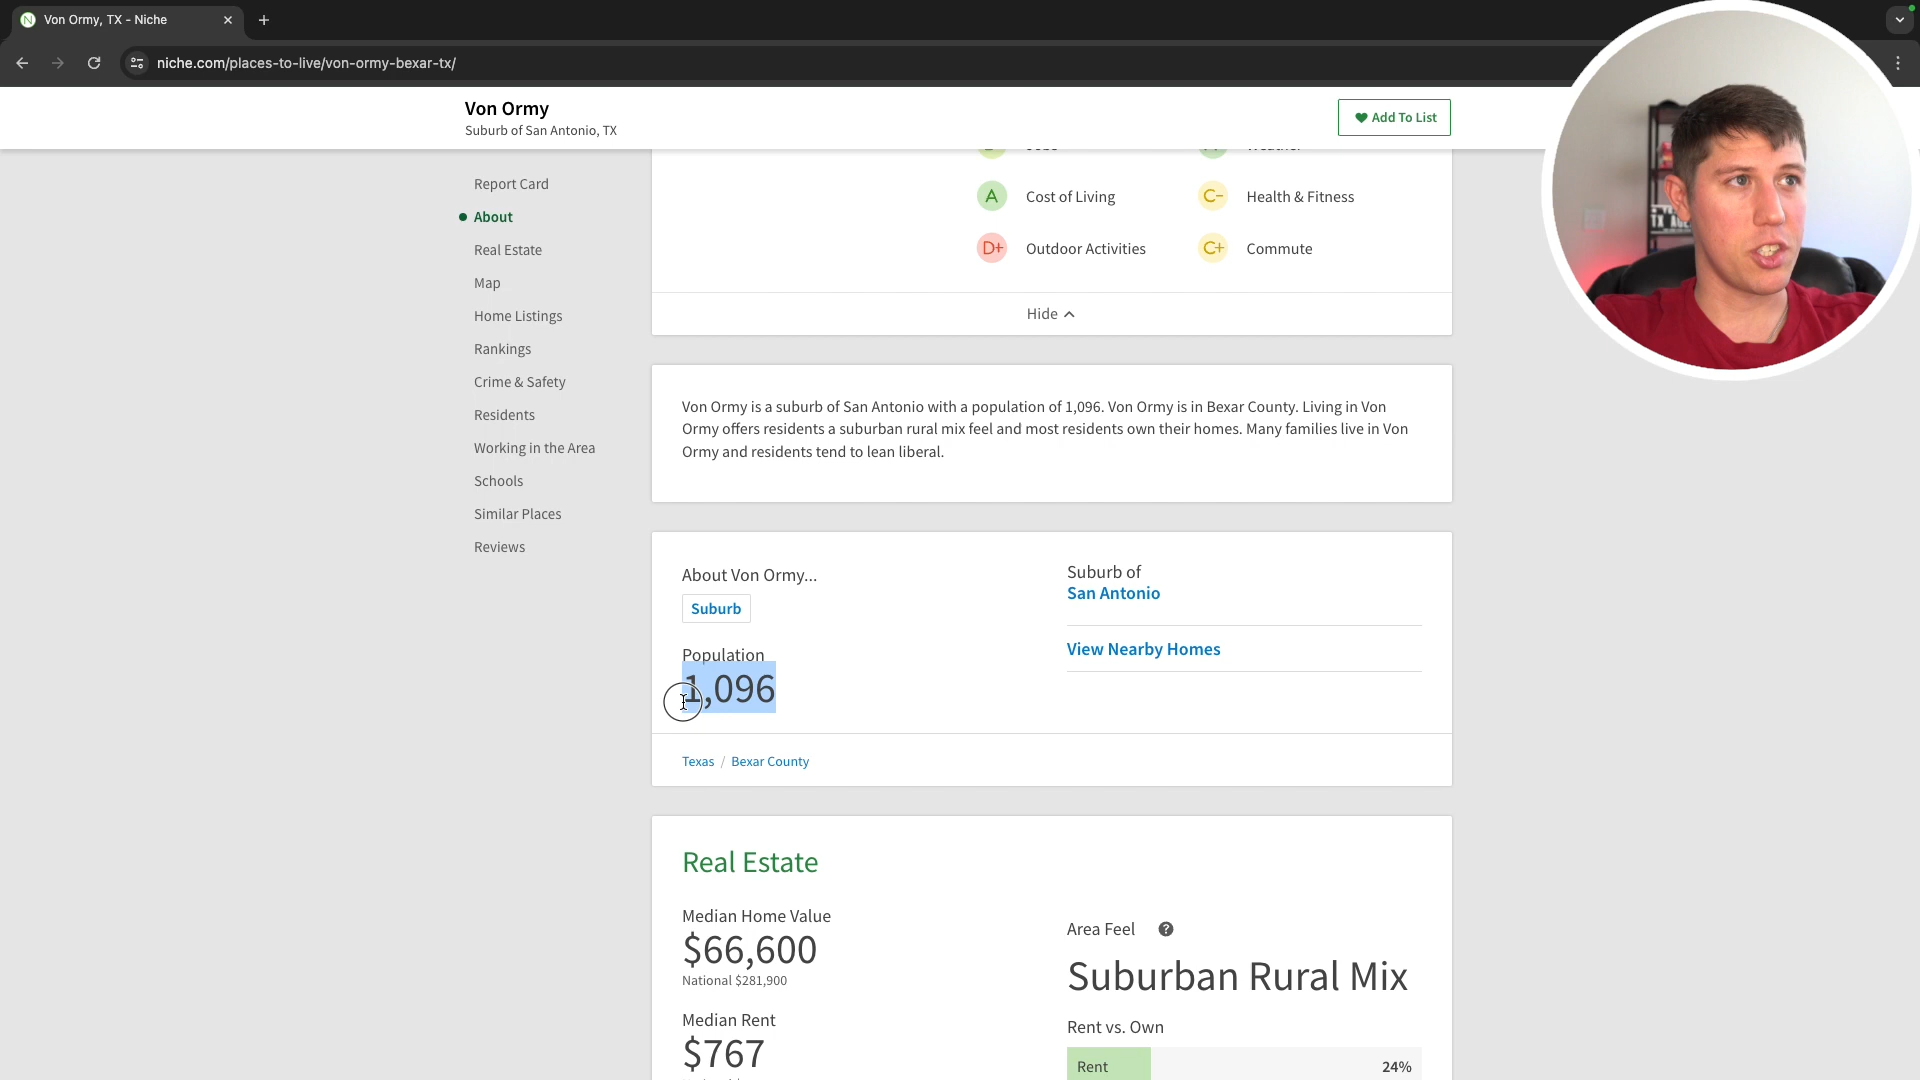 Von Ormy, TX - Niche
niche.com/places-to-live/von-ormy-bexar-tx/
Von Ormy
Suburb of San Antonio, TX
Add To List
Report Card
About
Real Estate
Map
Home Listings
Rankings
Crime & Safety
Residents
Working in the Area
Schools
Similar Places
Reviews
A Cost of Living
C- Health & Fitness
D+ Outdoor Activities
C+ Commute
Hide
Von Ormy is a suburb of San Antonio with a population of 1,096. Von Ormy is in Bexar County. Living in Von
Ormy offers residents a suburban rural mix feel and most residents own their homes. Many families live in Von
Ormy and residents tend to lean liberal.
About Von Ormy...
Suburb
Population
1,096
Suburb of
San Antonio
View Nearby Homes
Texas / Bexar County
Real Estate
Median Home Value
$66,600
National $281,900
Median Rent
$767
Area Feel
Suburban Rural Mix
Rent vs. Own
Rent 24%